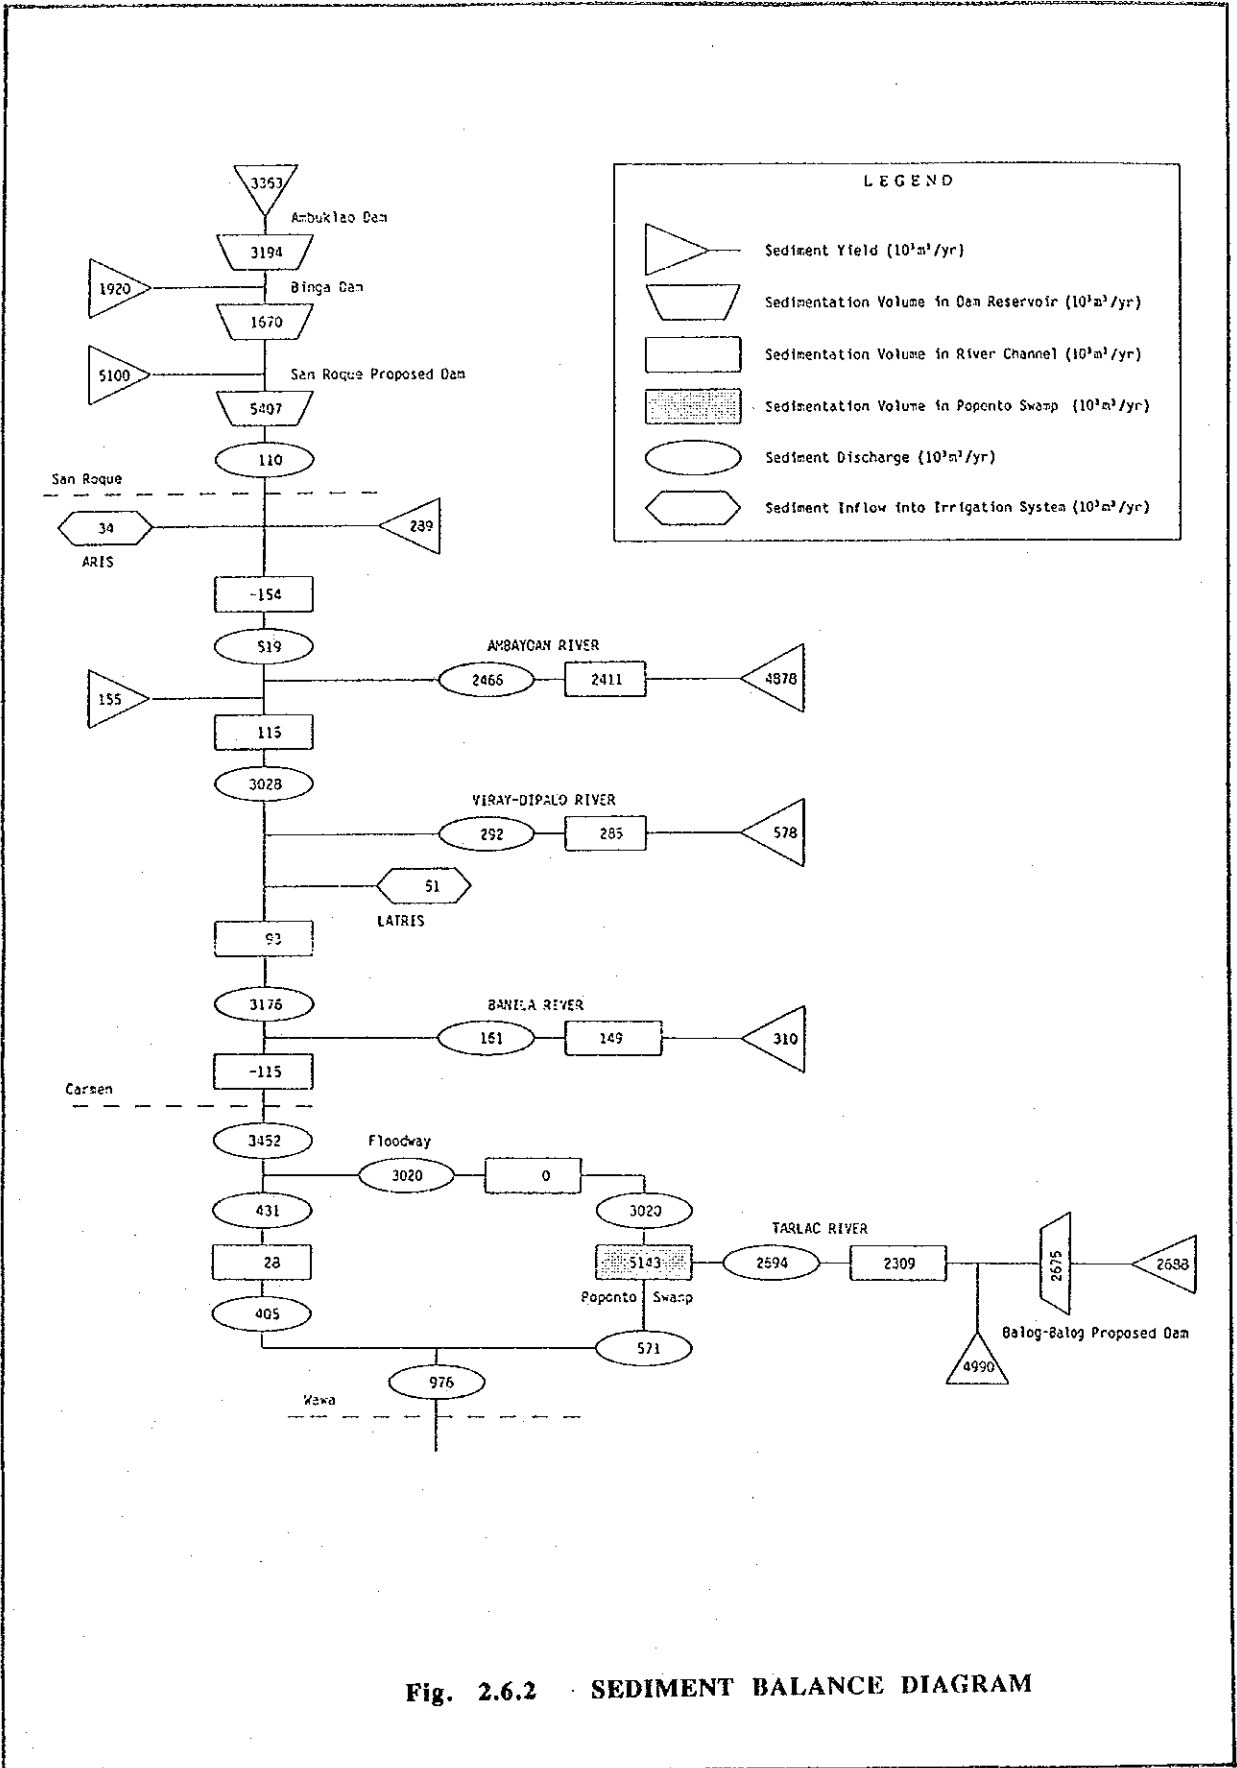 LEGEND
Sediment Yield (10³m³/yr)
Sedimentation Volume in Dam Reservoir (10³m³/yr)
Sedimentation Volume in River Channel (10³m³/yr)
Sedimentation Volume in Poponto Swamp (10³m³/yr)
Sediment Discharge (10³m³/yr)
Sediment Inflow into Irrigation System (10³m³/yr)
3363
Ambuklao Dam
3194
1920
Binga Dam
1670
5100
San Roque Proposed Dam
5407
110
San Roque
34
289
ARIS
-154
519
AMBAYOAN RIVER
2466
2411
4878
155
115
3028
VIRAY-DIPALO RIVER
292
285
578
51
LATRIS
93
3176
BANILA RIVER
161
149
310
-115
Carmen
3452
Floodway
3020
0
431
3020
TARLAC RIVER
28
5143
2694
2309
2675
2688
Poponto Swamp
405
Balog-Balog Proposed Dam
571
4990
976
Wawa
Fig. 2.6.2 SEDIMENT BALANCE DIAGRAM